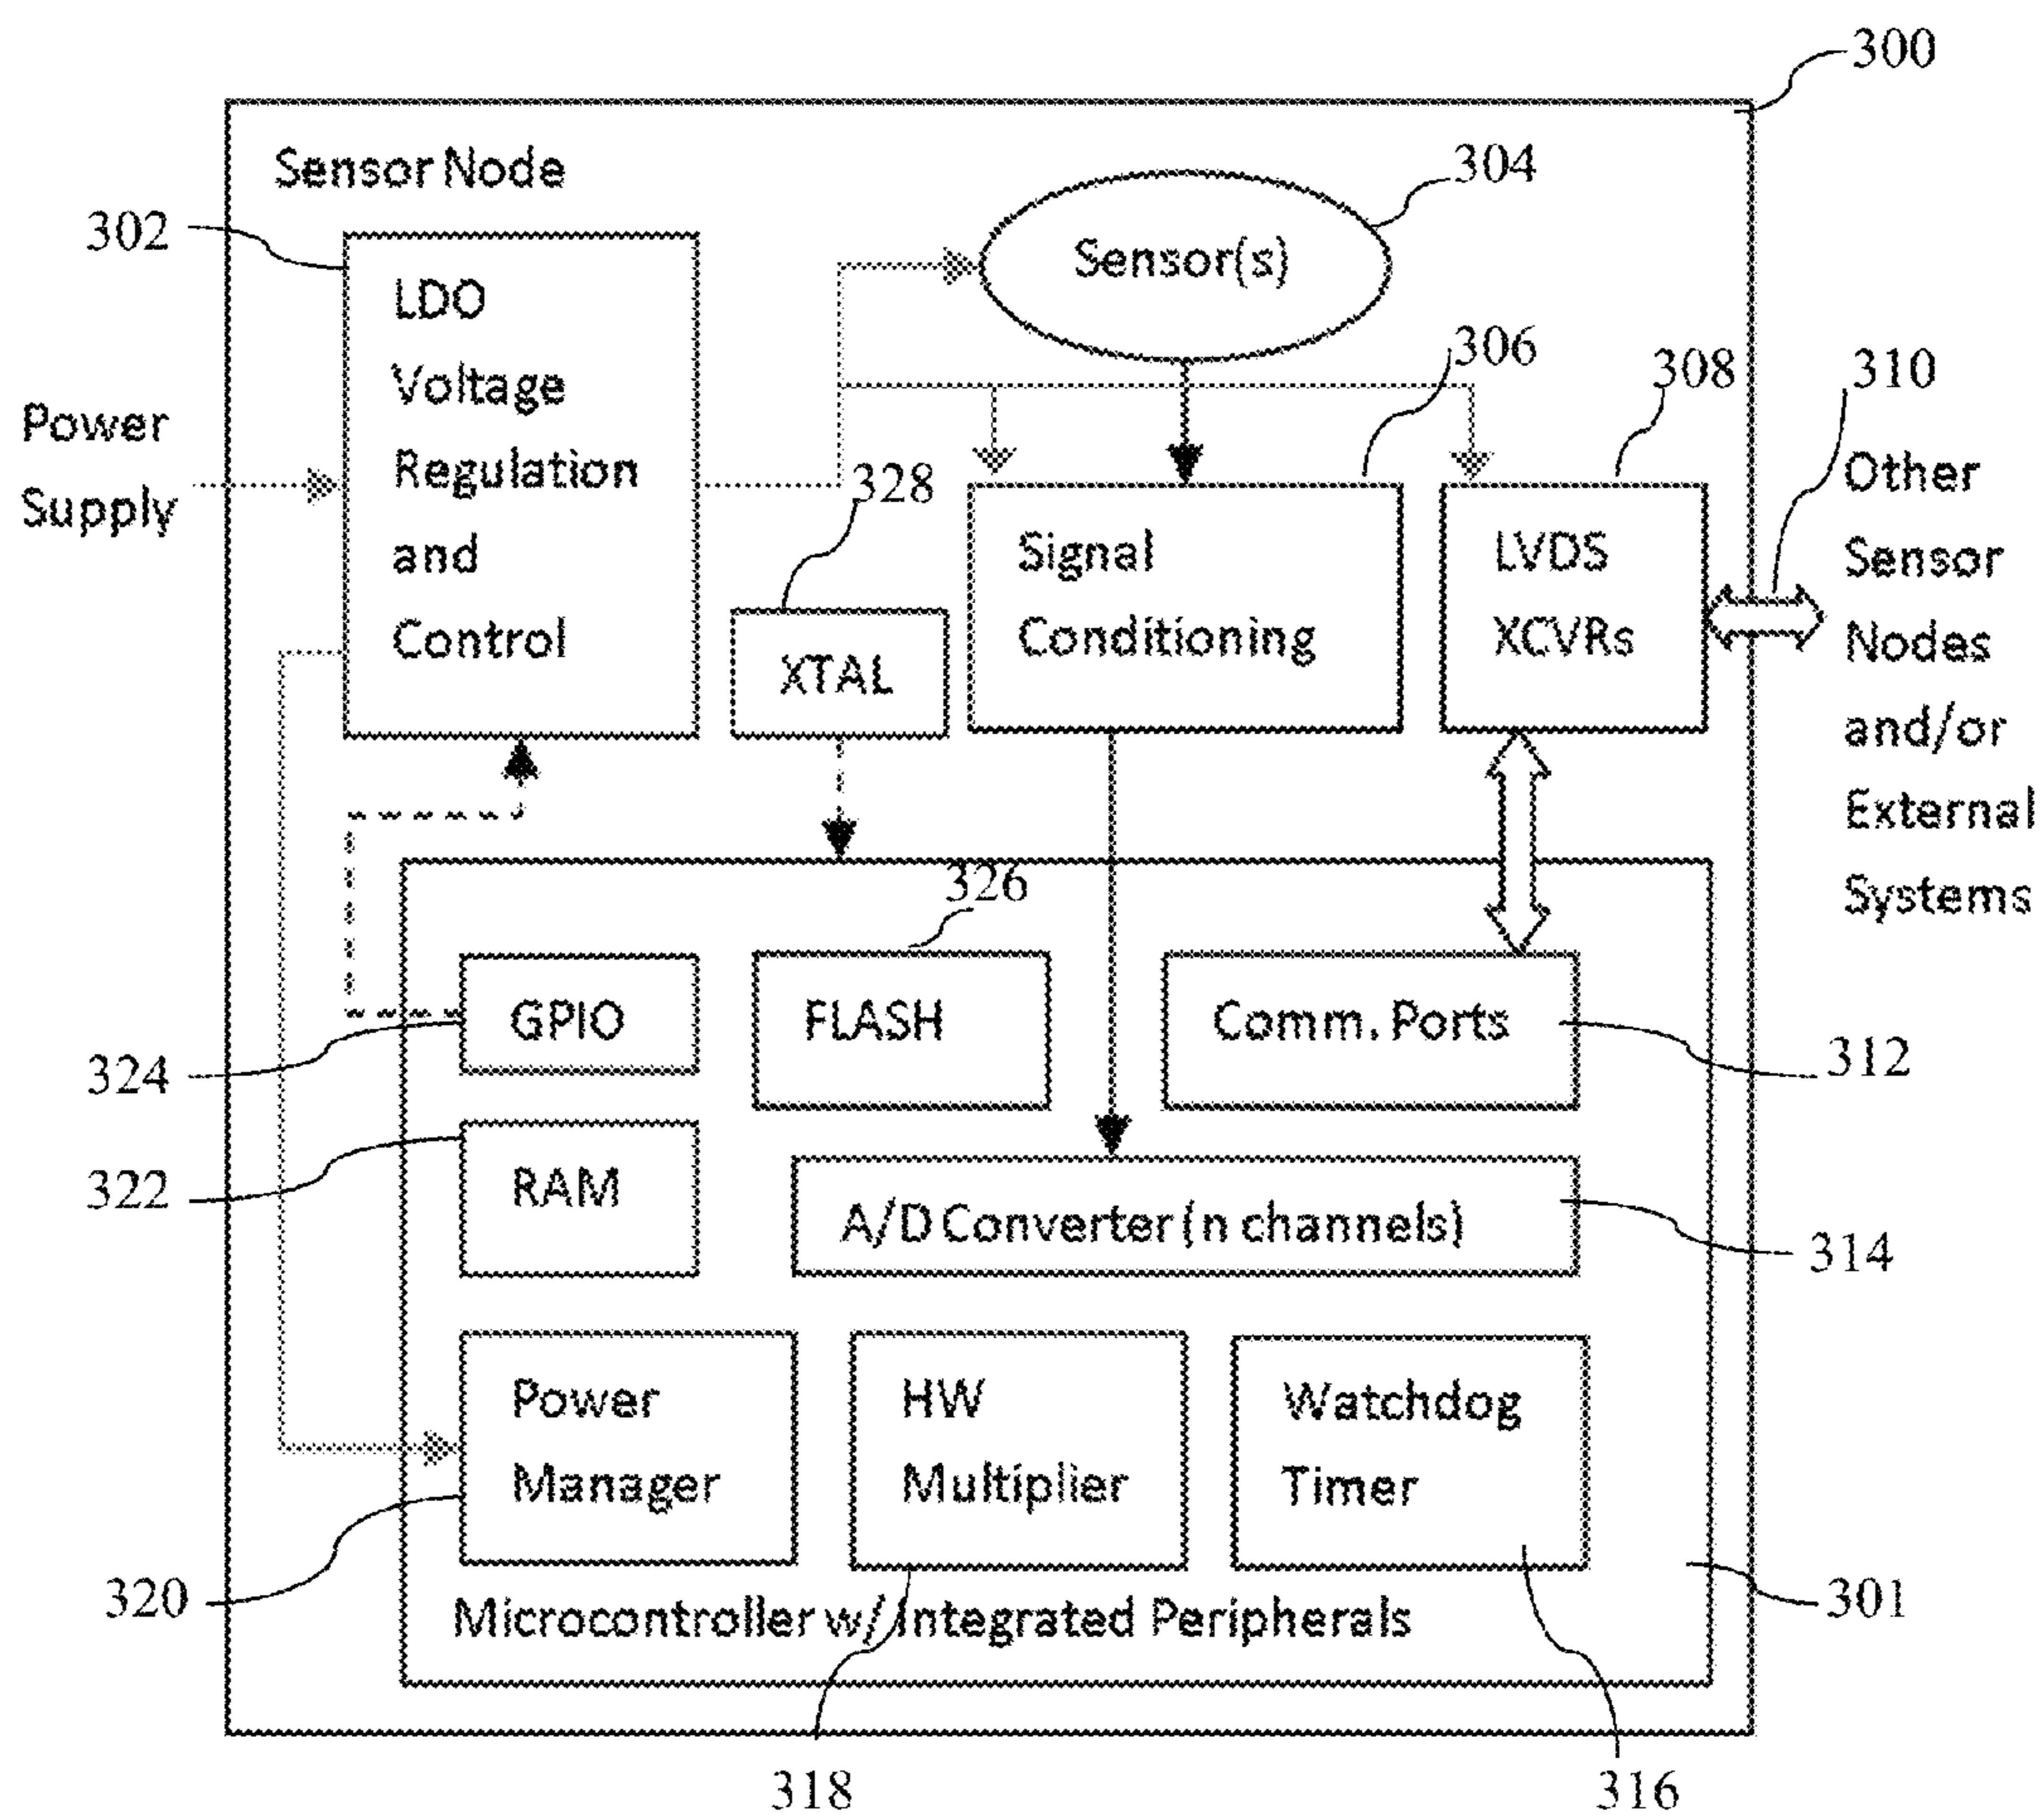 300
Sensor Node
304
302
Sensor(s)
LDO
Voltage
Regulation
and
Control
306
308
310
Power
Supply
328
Other
Sensor
Nodes
and/or
External
Systems
Signal
Conditioning
LVDS
XCVRs
XTAL
326
GPIO
FLASH
Comm. Ports
324
312
RAM
322
A/D Converter (n channels)
314
Power
Manager
HW
Multiplier
Watchdog
Timer
320
301
Microcontroller w/ Integrated Peripherals
318
316